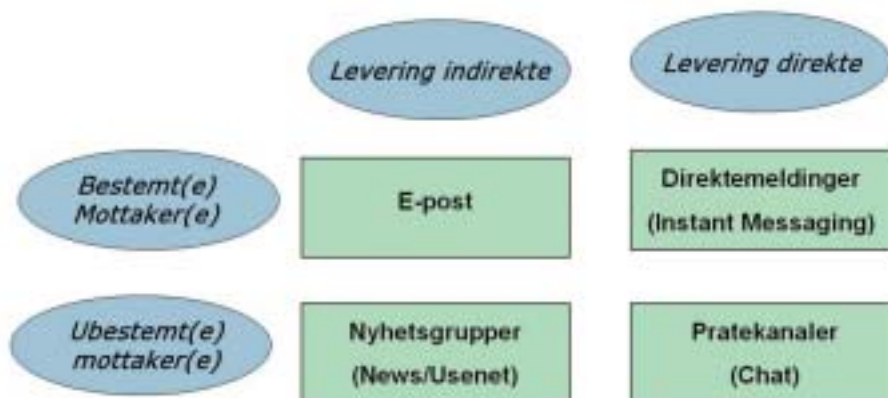 Levering indirekte
Levering direkte
Bestemt(e)
Mottaker(e)
E-post
Direktemeldinger
(Instant Messaging)
Ubestemt(e)
mottaker(e)
Nyhetsgrupper
(News/Usenet)
Pratekanaler
(Chat)